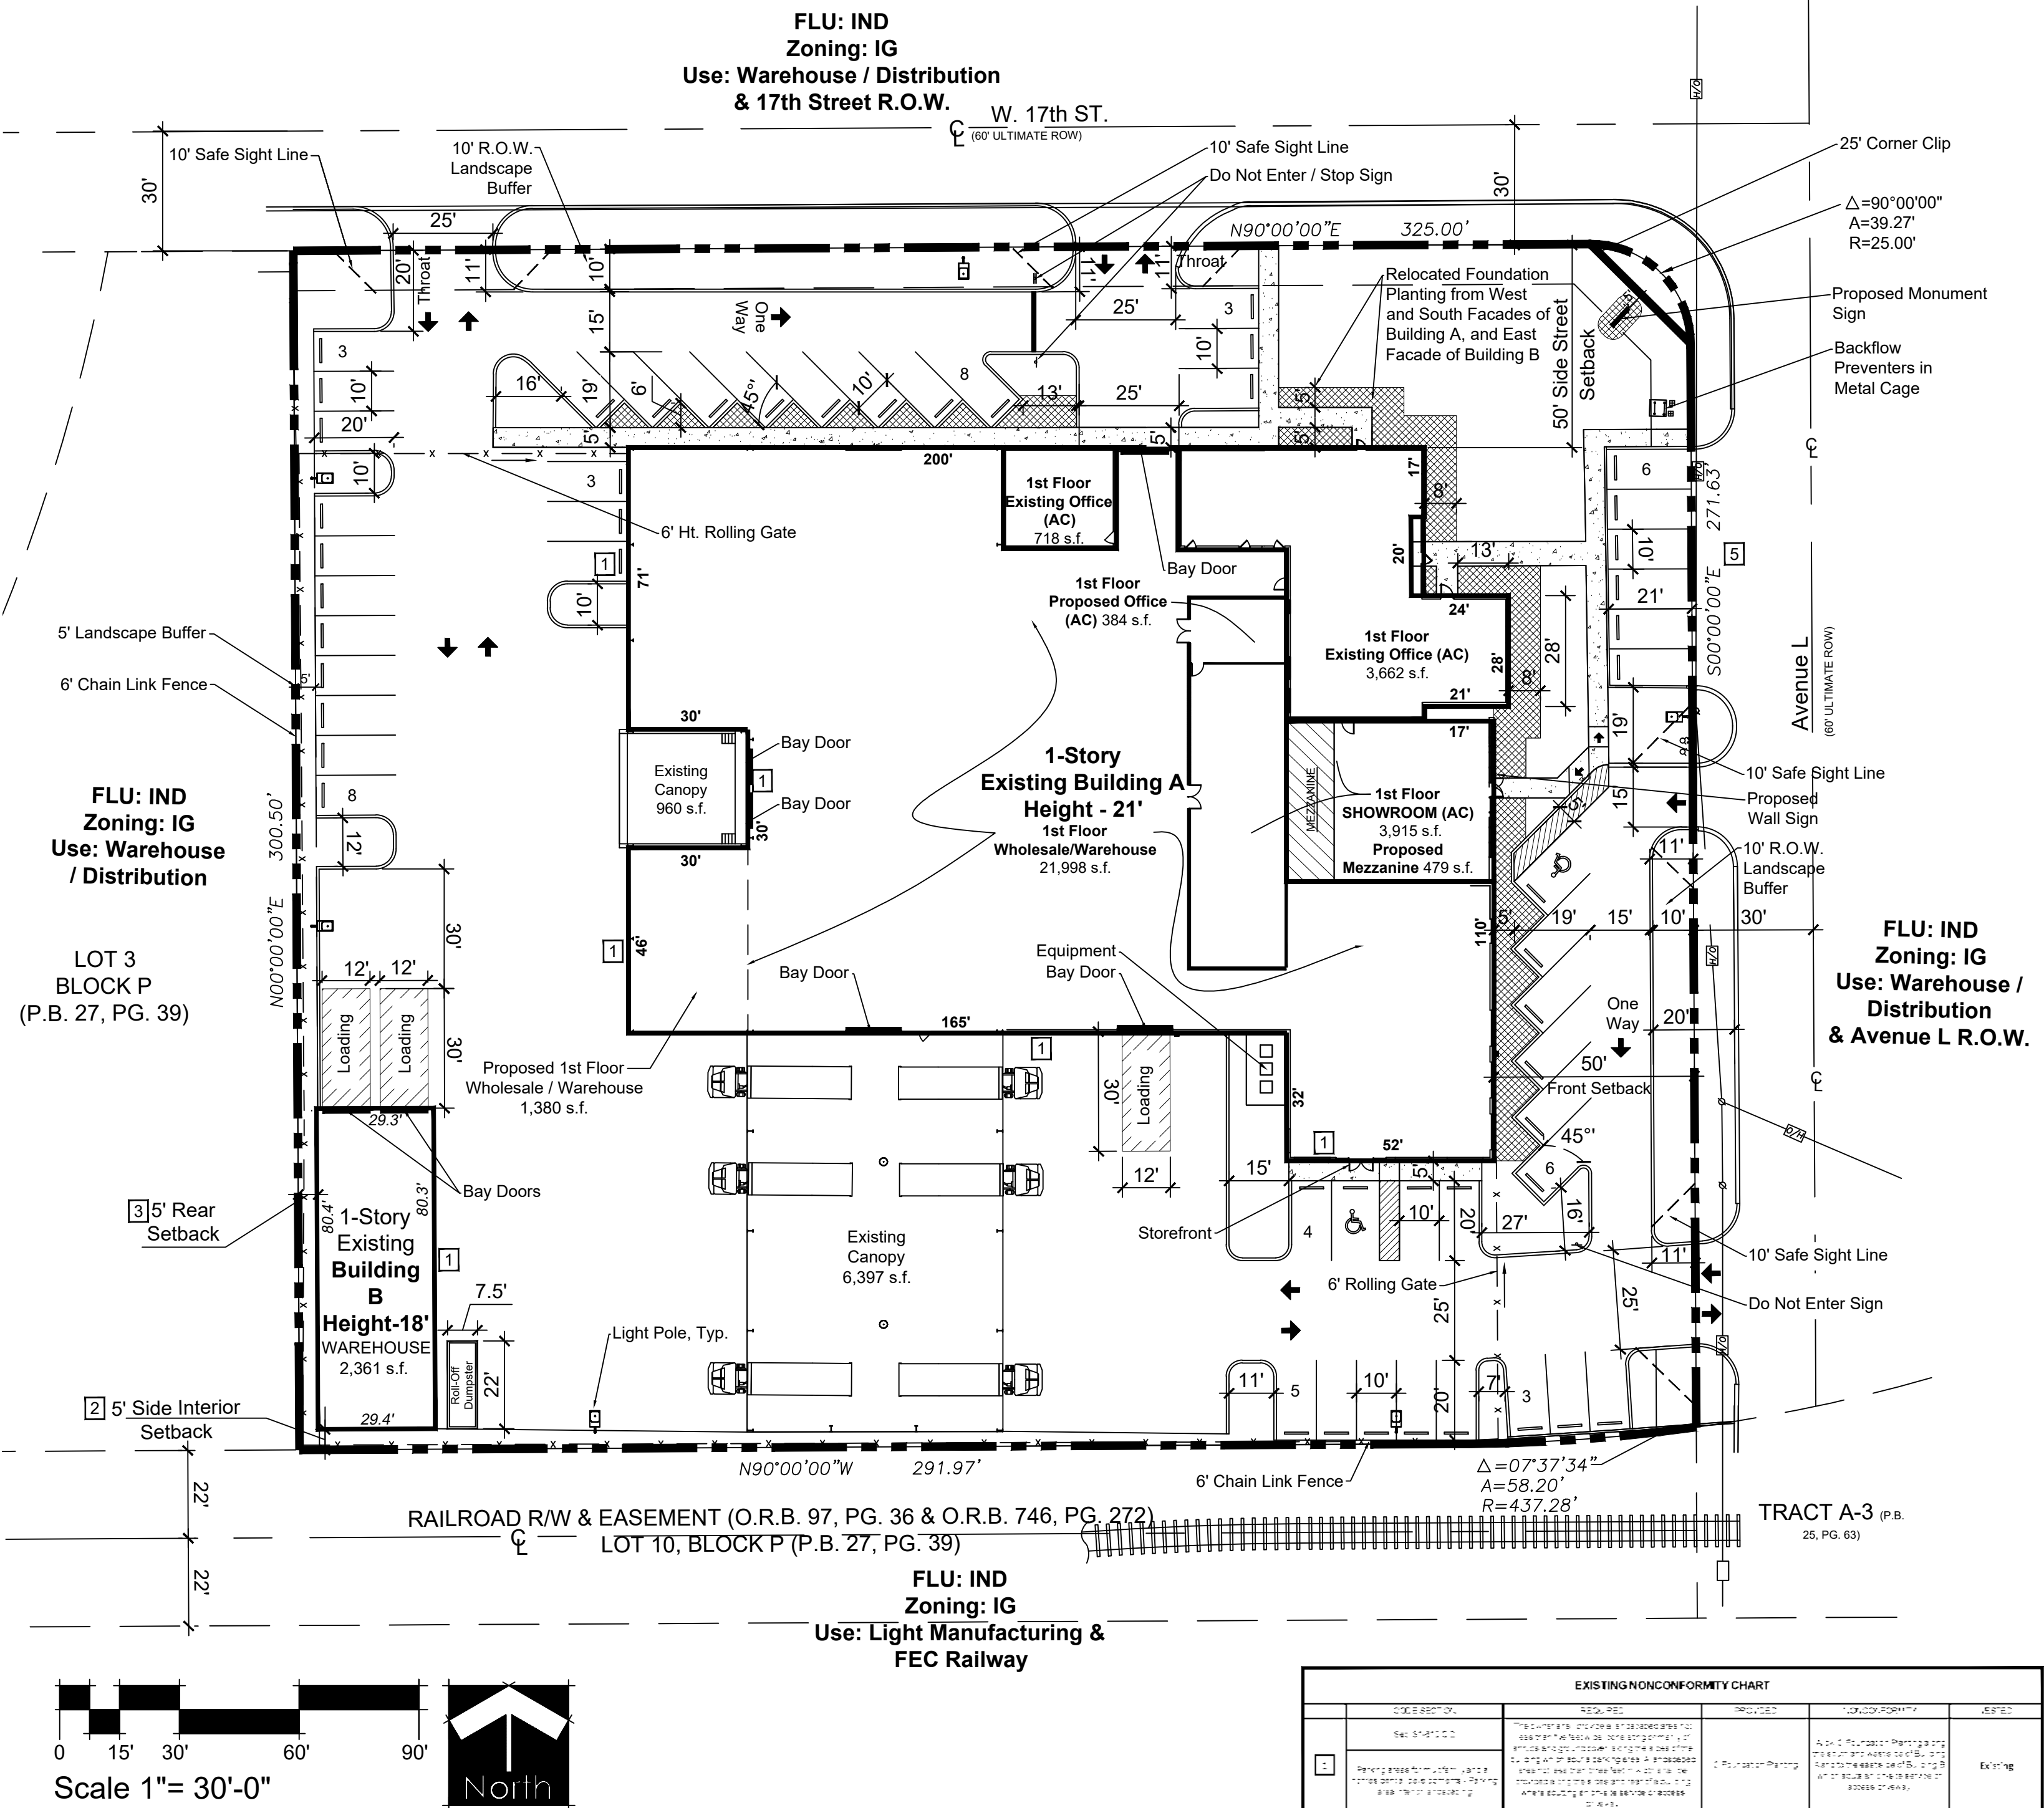 FLU: IND
Zoning: IG
Use: Warehouse / Distribution
& 17th Street R.O.W.
W. 17th ST.
(60' ULTIMATE ROW)
10' Safe Sight Line
10' R.O.W.
Landscape
Buffer
10' Safe Sight Line
Do Not Enter / Stop Sign
25' Corner Clip
30'
30'
△=90°00'00"
A=39.27'
R=25.00'
25'
N90°00'00"E 325.00'
20'
Throat
11'
10'
11'
11'
Throat
Relocated Foundation
Planting from West
and South Facades of
Building A, and East
Facade of Building B
50' Side Street
Setback
Proposed Monument
Sign
Backflow
Preventers in
Metal Cage
One
Way
15'
25'
3
10'
3
10'
20'
16'
19'
6'
45°'
10'
8
13'
25'
5'
5'
5'
5'
10'
200'
3
6' Ht. Rolling Gate
1
71'
10'
1st Floor
Existing Office
(AC)
718 s.f.
Bay Door
17'
8'
20'
13'
6
10'
21'
271.63'
S00°00'00"E
5
Avenue L
(60' ULTIMATE ROW)
1st Floor
Proposed Office
(AC) 384 s.f.
24'
1st Floor
Existing Office (AC)
3,662 s.f.
28'
28'
21'
8'
17'
5' Landscape Buffer
6' Chain Link Fence
5'
30'
Bay Door
1
Bay Door
Existing
Canopy
960 s.f.
30'
30'
1-Story
Existing Building A
Height - 21'
1st Floor
Wholesale/Warehouse
21,998 s.f.
MEZZANINE
1st Floor
SHOWROOM (AC)
3,915 s.f.
Proposed
Mezzanine 479 s.f.
19'
15'
5'
10' Safe Sight Line
Proposed
Wall Sign
10' R.O.W.
Landscape
Buffer
11'
FLU: IND
Zoning: IG
Use: Warehouse
/ Distribution
300.50'
N00°00'00"E
8
12'
LOT 3
BLOCK P
(P.B. 27, PG. 39)
30'
12'
12'
Loading
Loading
30'
1
46'
Proposed 1st Floor
Wholesale / Warehouse
1,380 s.f.
Bay Door
165'
Equipment
Bay Door
110'
5'
19'
15'
10'
30'
One
Way
20'
50'
Front Setback
FLU: IND
Zoning: IG
Use: Warehouse /
Distribution
& Avenue L R.O.W.
1
30'
Loading
12'
32'
1
52'
15'
5'
45°'
6
29.3'
Bay Doors
3 5' Rear
Setback
80.4'
80.3'
1-Story
Existing
Building
B
Height-18'
WAREHOUSE
2,361 s.f.
29.4'
1
7.5'
Roll-Off
Dumpster
22'
Light Pole, Typ.
Existing
Canopy
6,397 s.f.
Storefront
4
10'
20'
27'
16'
6' Rolling Gate
25'
25'
11'
10' Safe Sight Line
Do Not Enter Sign
11'
5
10'
20'
7'
3
2 5' Side Interior
Setback
N90°00'00"W 291.97'
6' Chain Link Fence
△=07°37'34"
A=58.20'
R=437.28'
22'
22'
RAILROAD R/W & EASEMENT (O.R.B. 97, PG. 36 & O.R.B. 746, PG. 272)
LOT 10, BLOCK P (P.B. 27, PG. 39)
TRACT A-3 (P.B.
25, PG. 63)
FLU: IND
Zoning: IG
Use: Light Manufacturing &
FEC Railway
0 15' 30' 60' 90'
Scale 1"= 30'-0"
North
EXISTING NONCONFORMITY CHART
CODE SECTION REQUIRED PROVIDED NONCONFORMITY
1
Existing